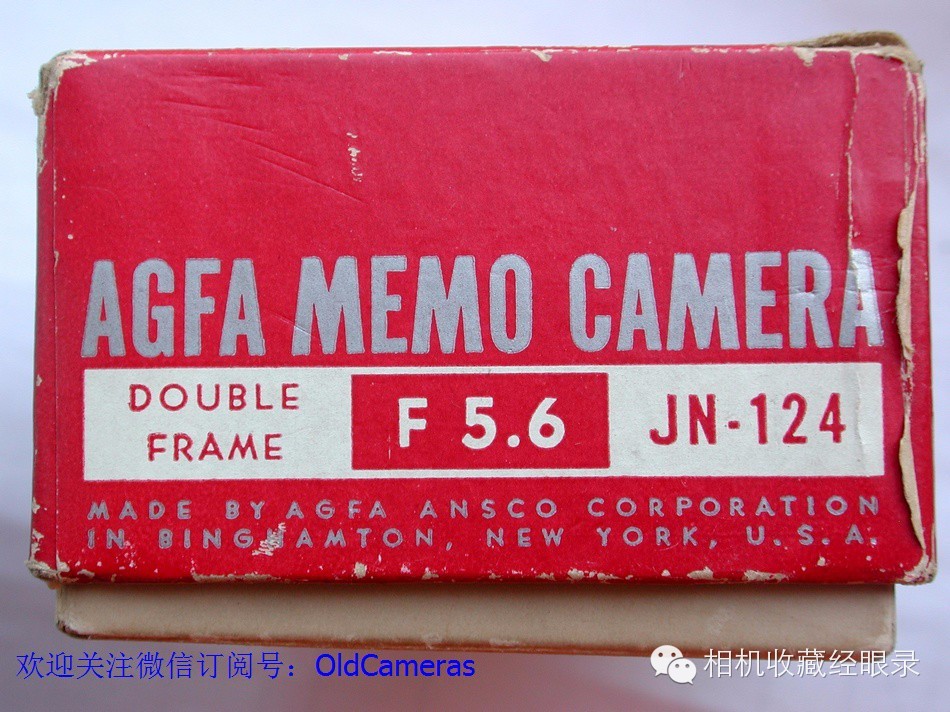 AGFA MEMO CAMERA
DOUBLE
FRAME
F 5.6
JN-124
MADE BY AGFA ANSCO CORPORATION
IN BINGHAMTON, NEW YORK, U.S.A.
欢迎关注微信订阅号：OldCameras
相机收藏经眼录